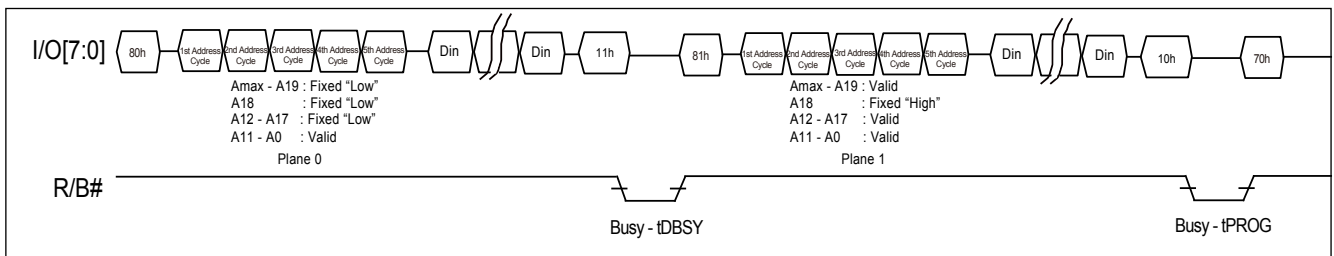 I/O[7:0] 80h 1st Address Cycle 2nd Address Cycle 3rd Address Cycle 4th Address Cycle 5th Address Cycle Din Din 11h 81h 1st Address Cycle 2nd Address Cycle 3rd Address Cycle 4th Address Cycle 5th Address Cycle Din Din 10h 70h
Amax - A19 : Fixed “Low”
A18 : Fixed “Low”
A12 - A17 : Fixed “Low”
A11 - A0 : Valid
Plane 0
Amax - A19 : Valid
A18 : Fixed “High”
A12 - A17 : Valid
A11 - A0 : Valid
Plane 1
R/B#
Busy - tDBSY
Busy - tPROG